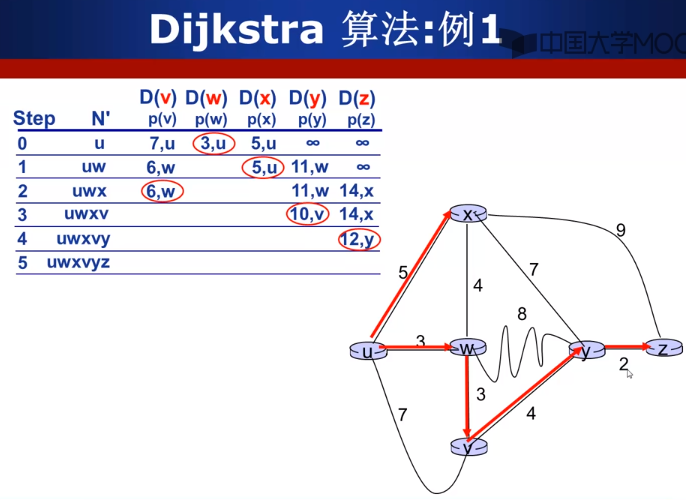 Dijkstra 算法:例1
中国大学MOO
D(v) D(w) D(x) D(y) D(z)
Step N' p(v) p(w) p(x) p(y) p(z)
0 u 7,u 3,u 5,u ∞ ∞
1 uw 6,w 5,u 11,w ∞
2 uwx 6,w 11,w 14,x
3 uwxv 10,v 14,x
4 uwxvy 12,y
5 uwxvyz
x
9
5
7
4
8
3
u
w
y
z
2
3
7
4
v